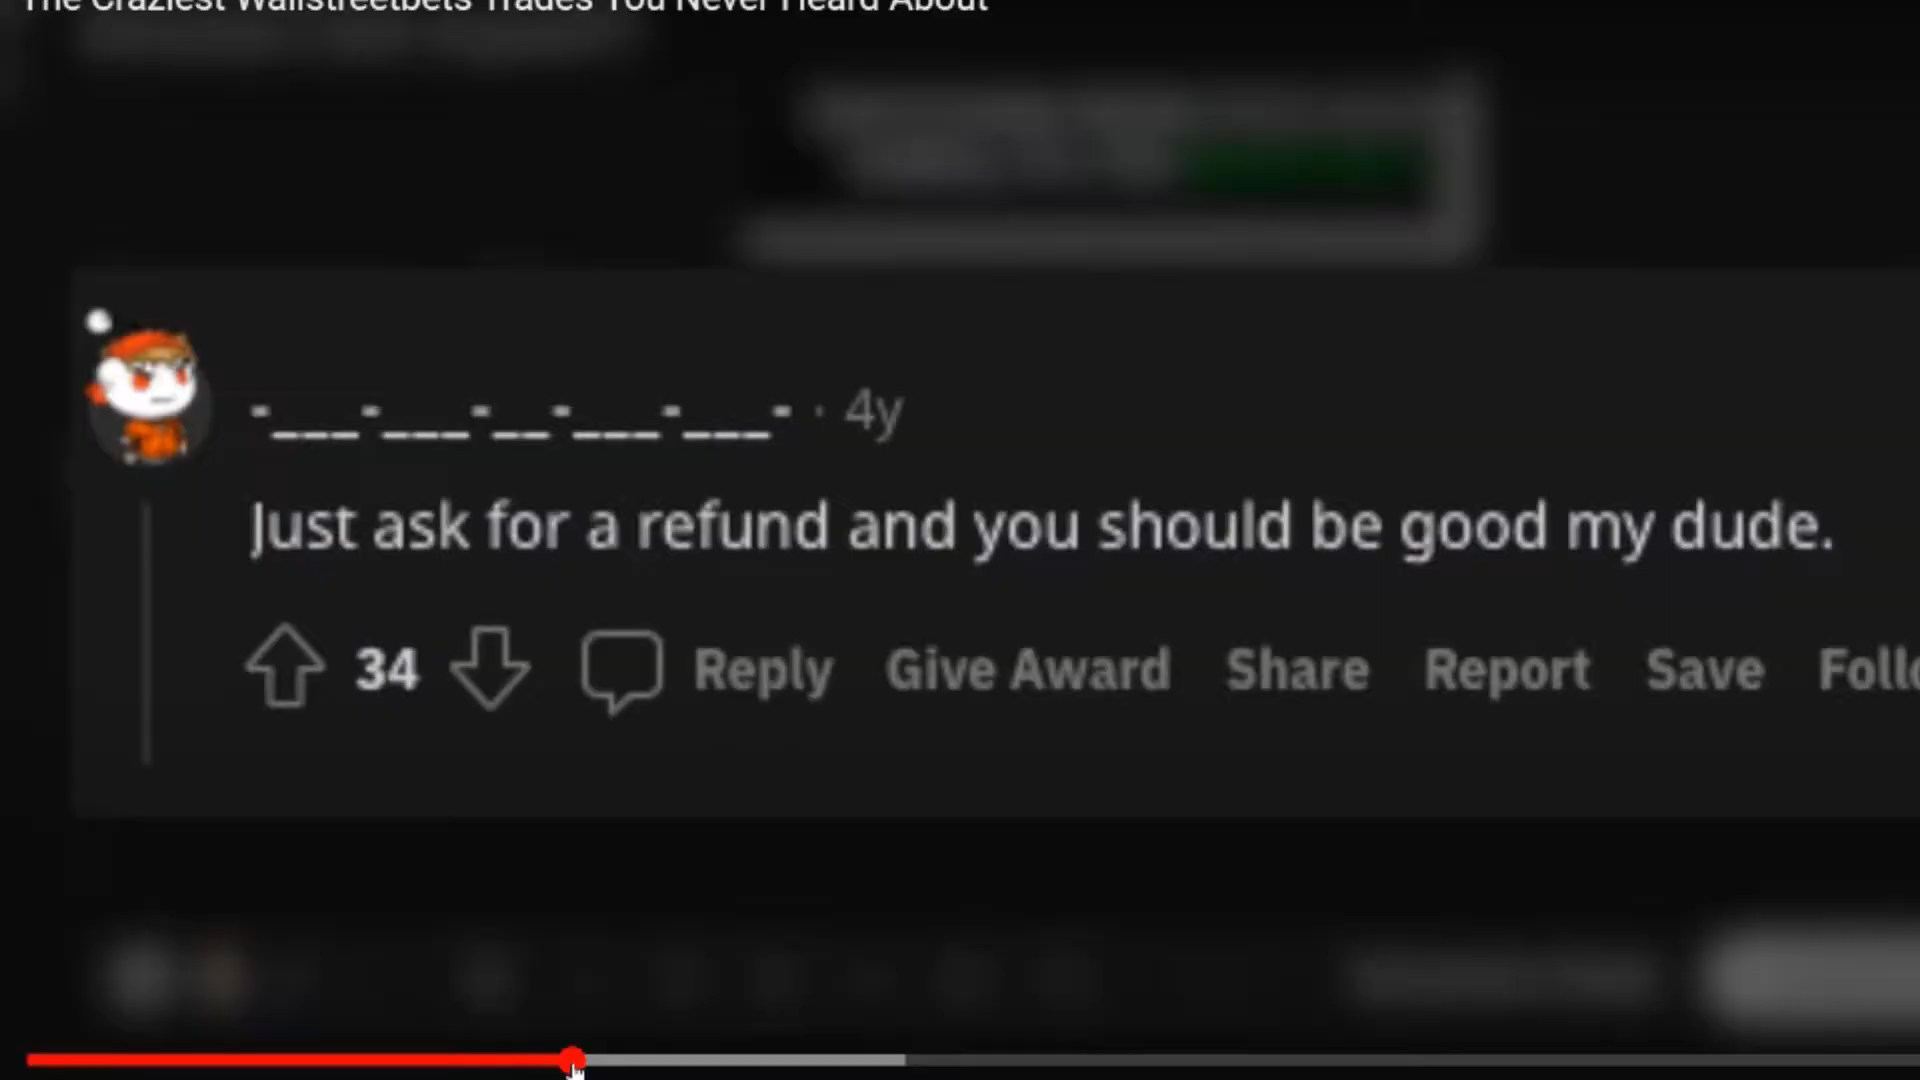 The Craziest Wallstreetbets Trades You Never Heard About
-___-___-__-___-___- · 4y
Just ask for a refund and you should be good my dude.
34 Reply Give Award Share Report Save Follo